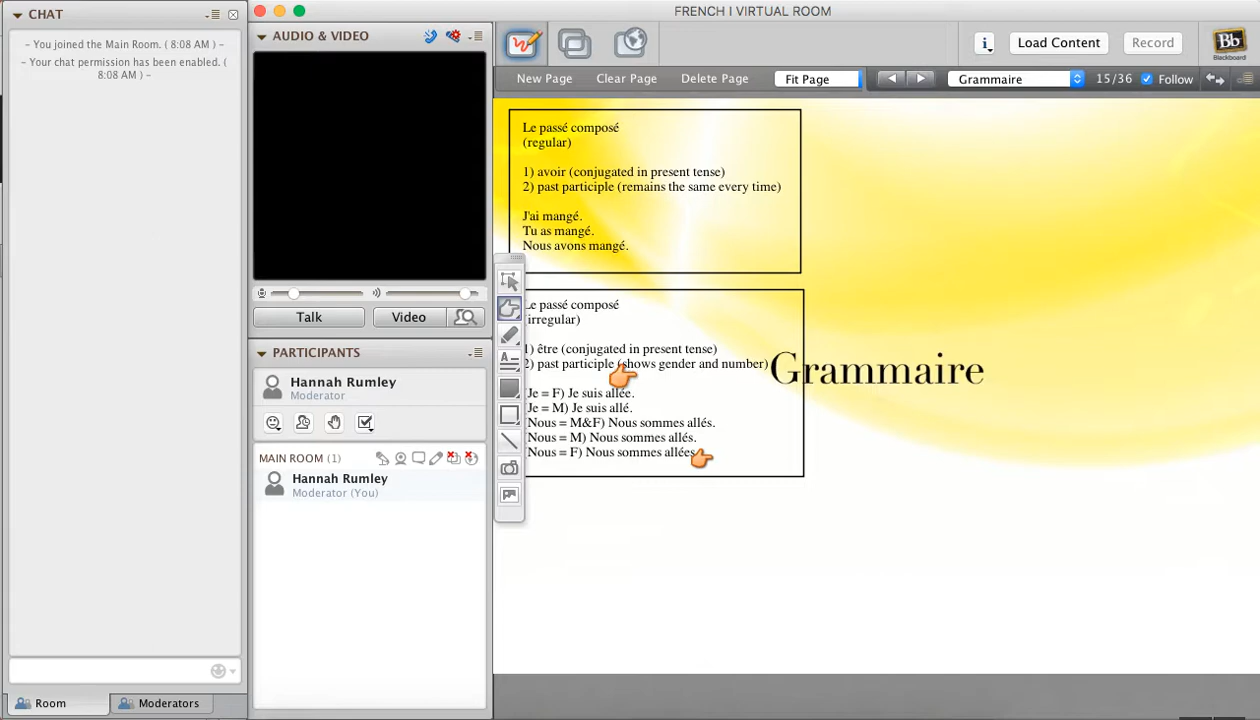 CHAT
– You joined the Main Room. ( 8:08 AM ) –
– Your chat permission has been enabled. (
8:08 AM ) –
Room
Moderators
AUDIO & VIDEO
Talk
Video
PARTICIPANTS
Hannah Rumley
Moderator
MAIN ROOM (1)
Hannah Rumley
Moderator (You)
FRENCH I VIRTUAL ROOM
i
Load Content
Record
Bb
Blackboard
New Page
Clear Page
Delete Page
Fit Page
Grammaire
15/36
Follow
Le passé composé
(regular)
1) avoir (conjugated in present tense)
2) past participle (remains the same every time)
J'ai mangé.
Tu as mangé.
Nous avons mangé.
Le passé composé
irregular)
1) être (conjugated in present tense)
2) past participle (shows gender and number)
Je = F) Je suis allée.
Je = M) Je suis allé.
Nous = M&F) Nous sommes allés.
Nous = M) Nous sommes allés.
Nous = F) Nous sommes allées
Grammaire